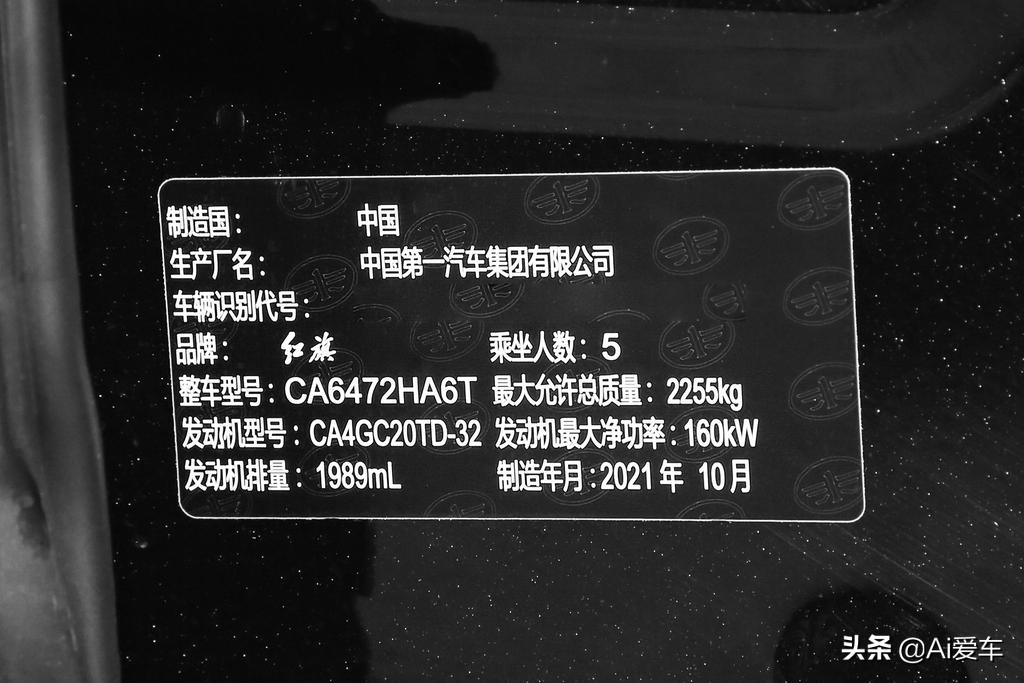 制造国： 中国
生产厂名： 中国第一汽车集团有限公司
车辆识别代号：
品牌： 红旗 乘坐人数：5
整车型号：CA6472HA6T 最大允许总质量：2255kg
发动机型号：CA4GC20TD-32 发动机最大净功率：160kW
发动机排量：1989mL 制造年月：2021年 10月
头条 @Ai爱车